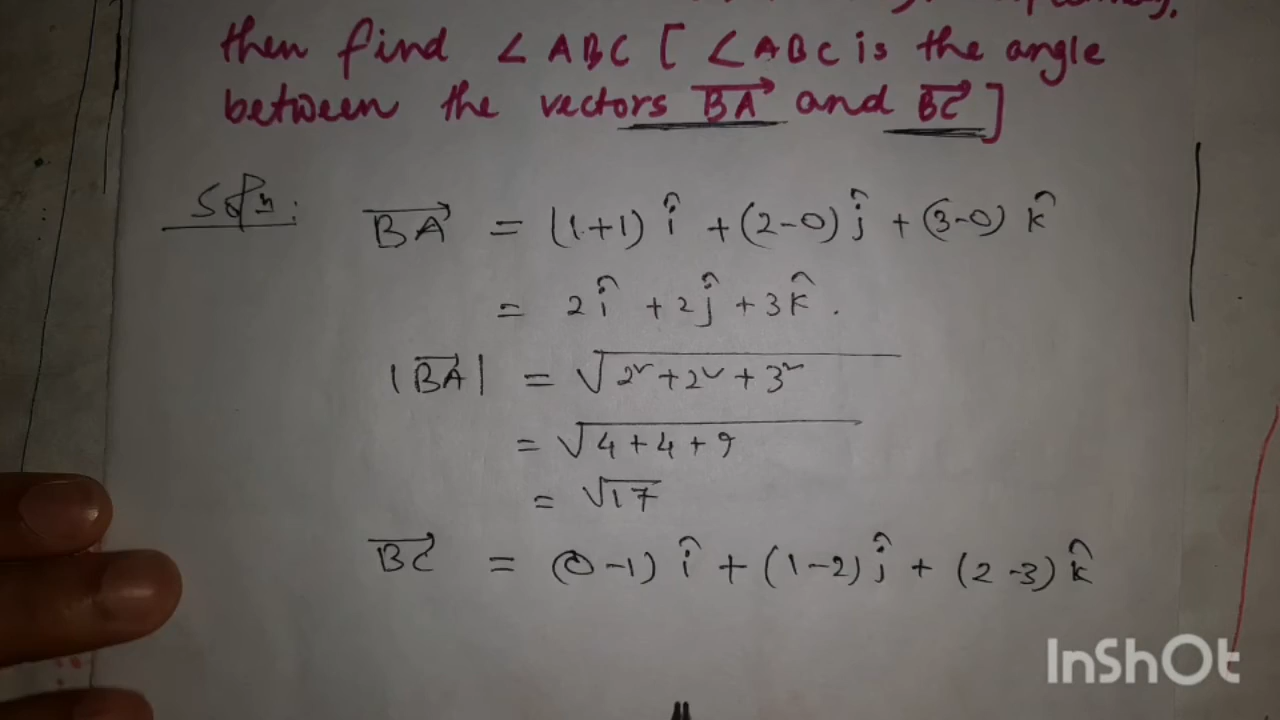 then find ∠ABC [∠ABC is the angle
between the vectors BA⃗ and BC⃗]
Solⁿ:
BA⃗ = (1+1) î + (2-0) ĵ + (3-0) k̂
= 2î + 2ĵ + 3k̂.
|BA⃗| = √2² + 2² + 3²
= √4 + 4 + 9
= √17
BC⃗ = (0-1) î + (1-2) ĵ + (2-3) k̂
InShOt